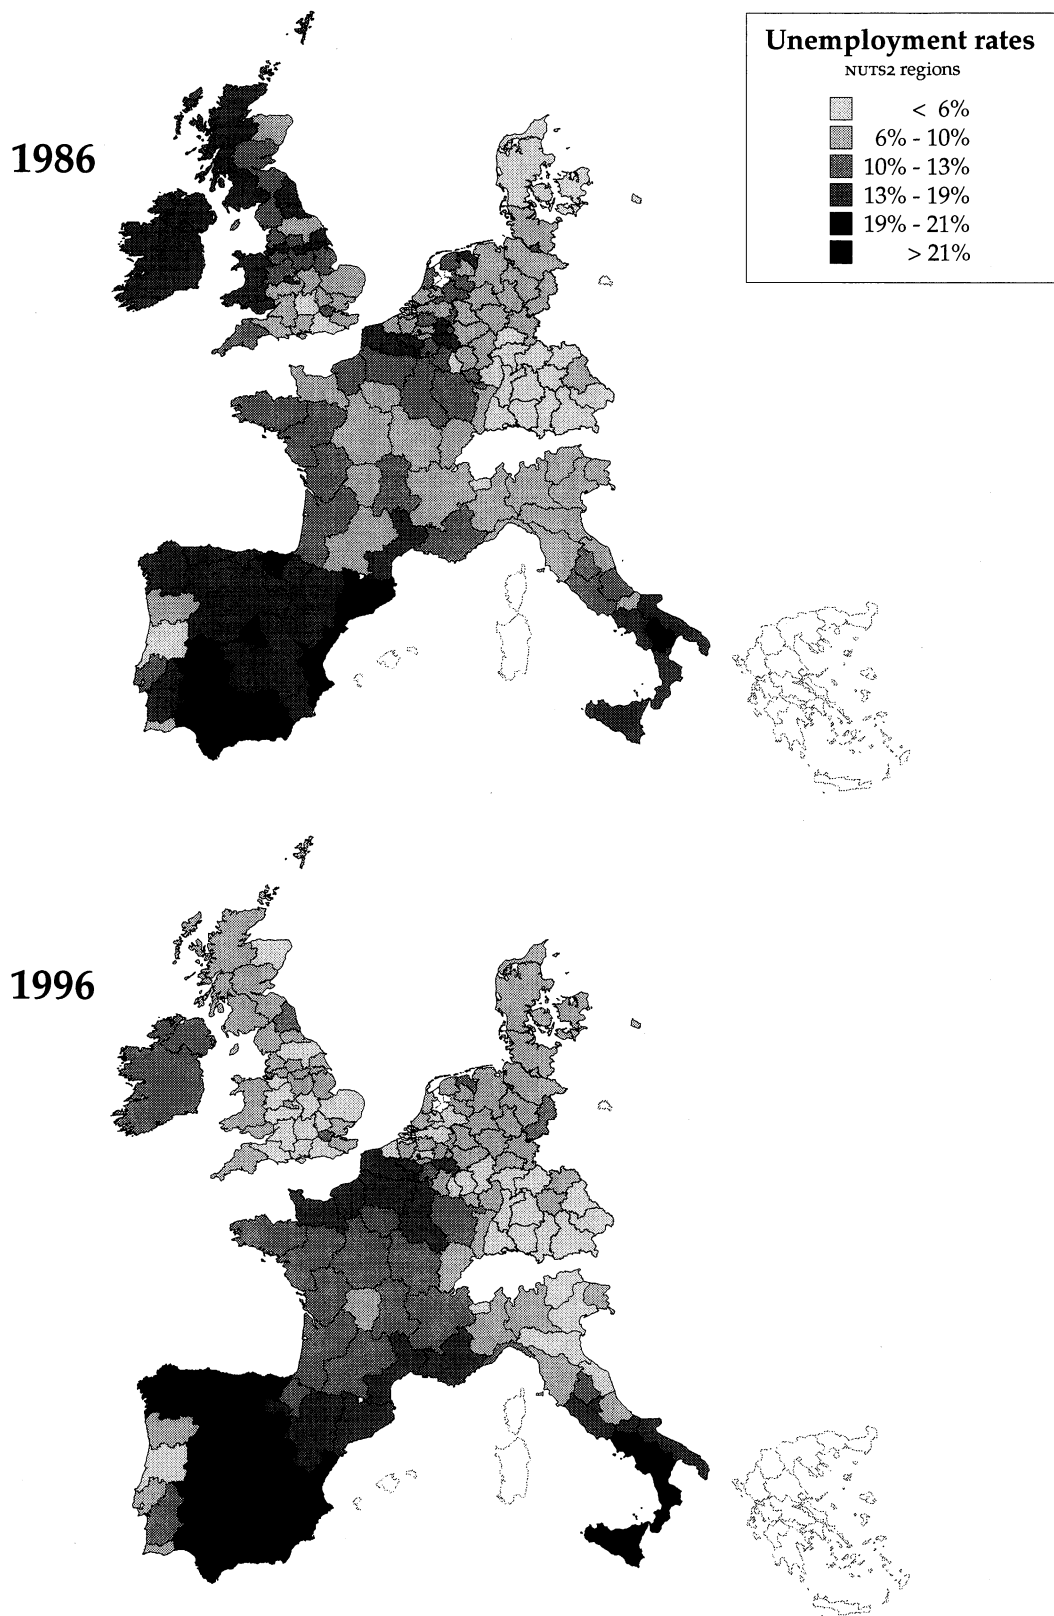 Unemployment rates
NUTS2 regions
< 6%
6% - 10%
10% - 13%
13% - 19%
19% - 21%
> 21%
1986
1996